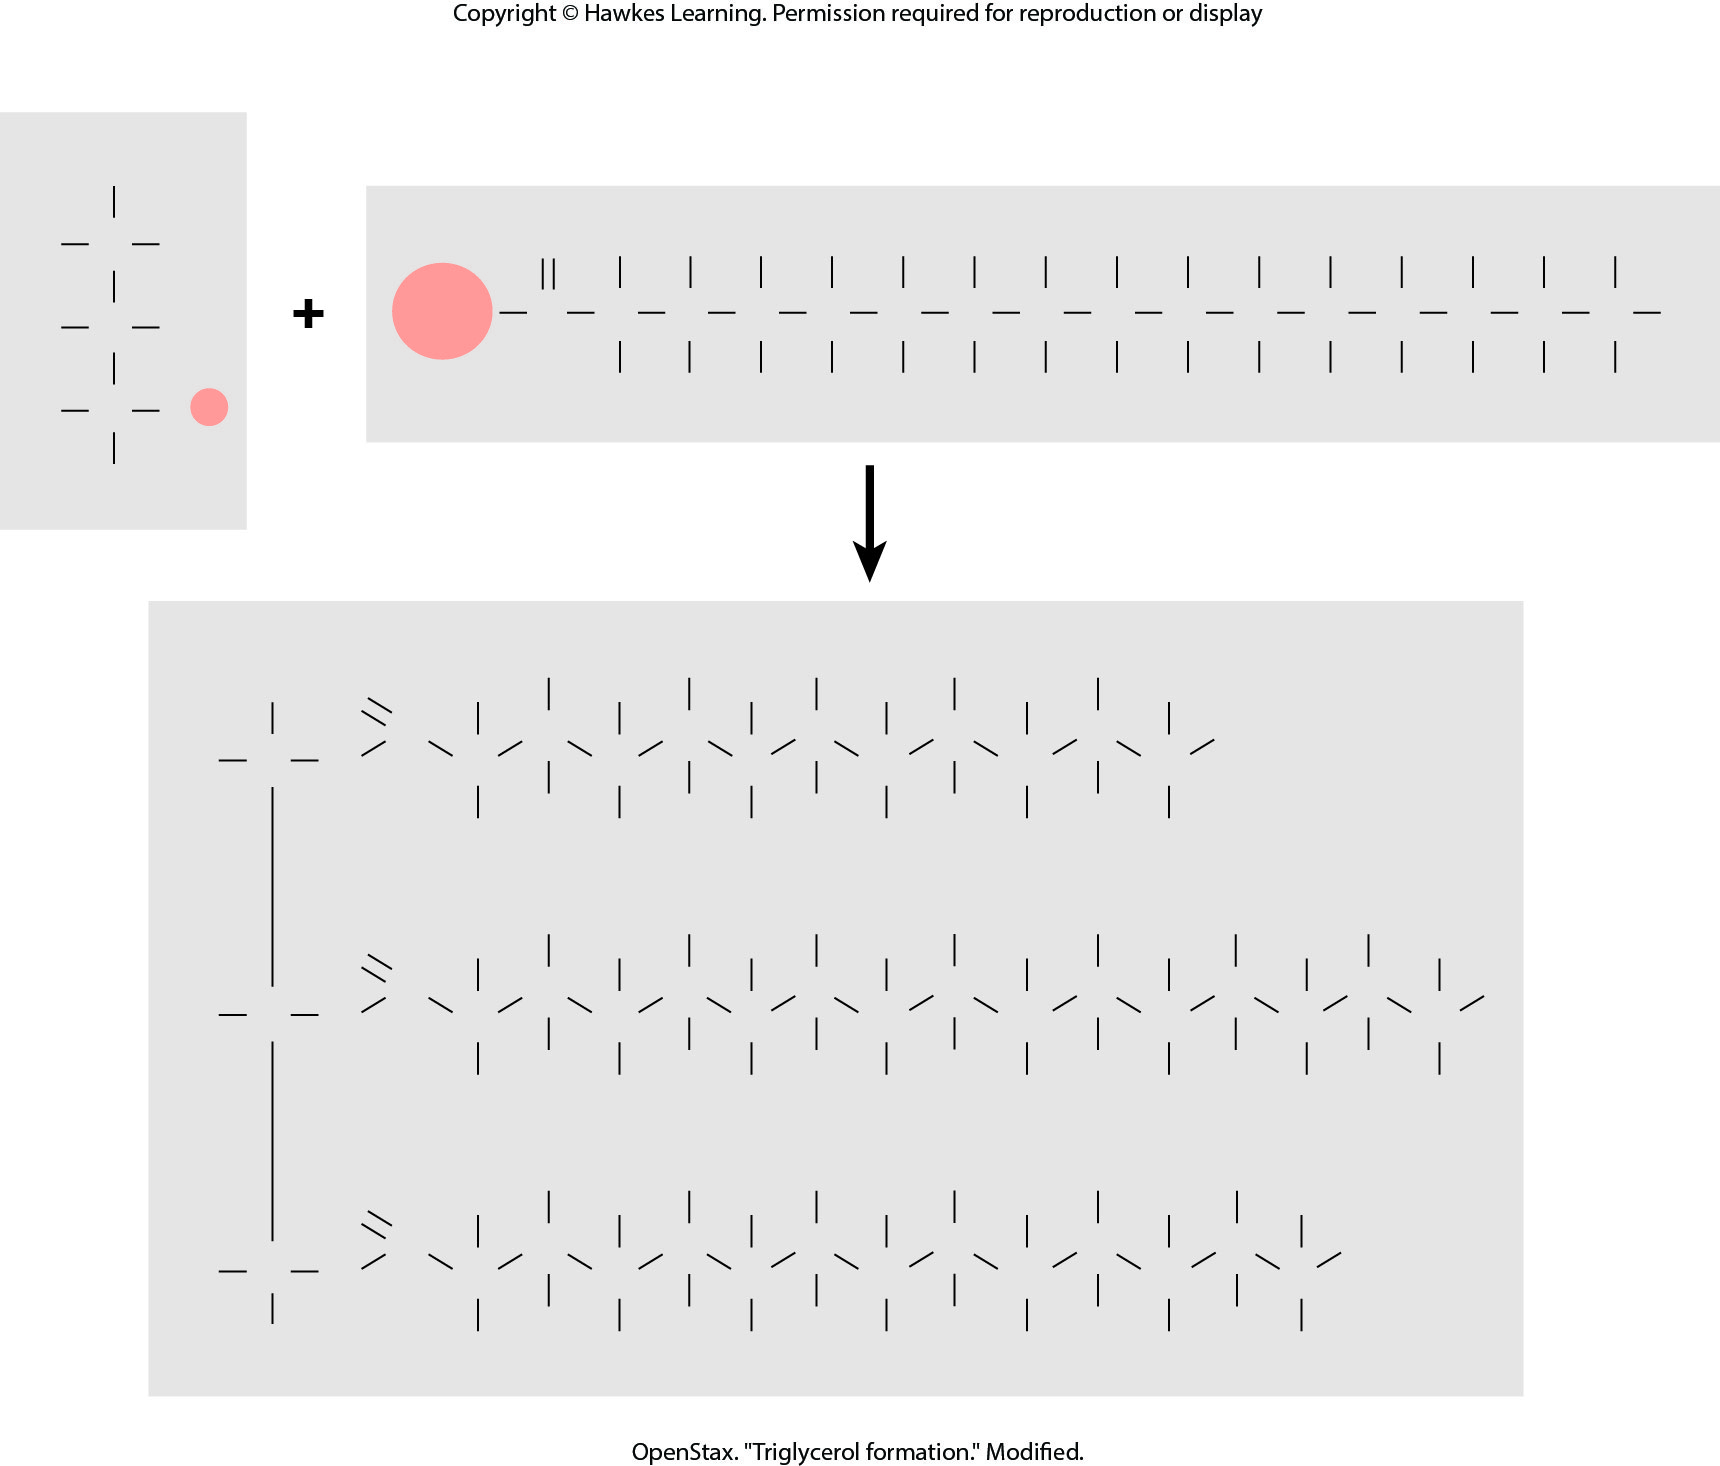 Copyright © Hawkes Learning. Permission required for reproduction or display
+
OpenStax. "Triglycerol formation." Modified.